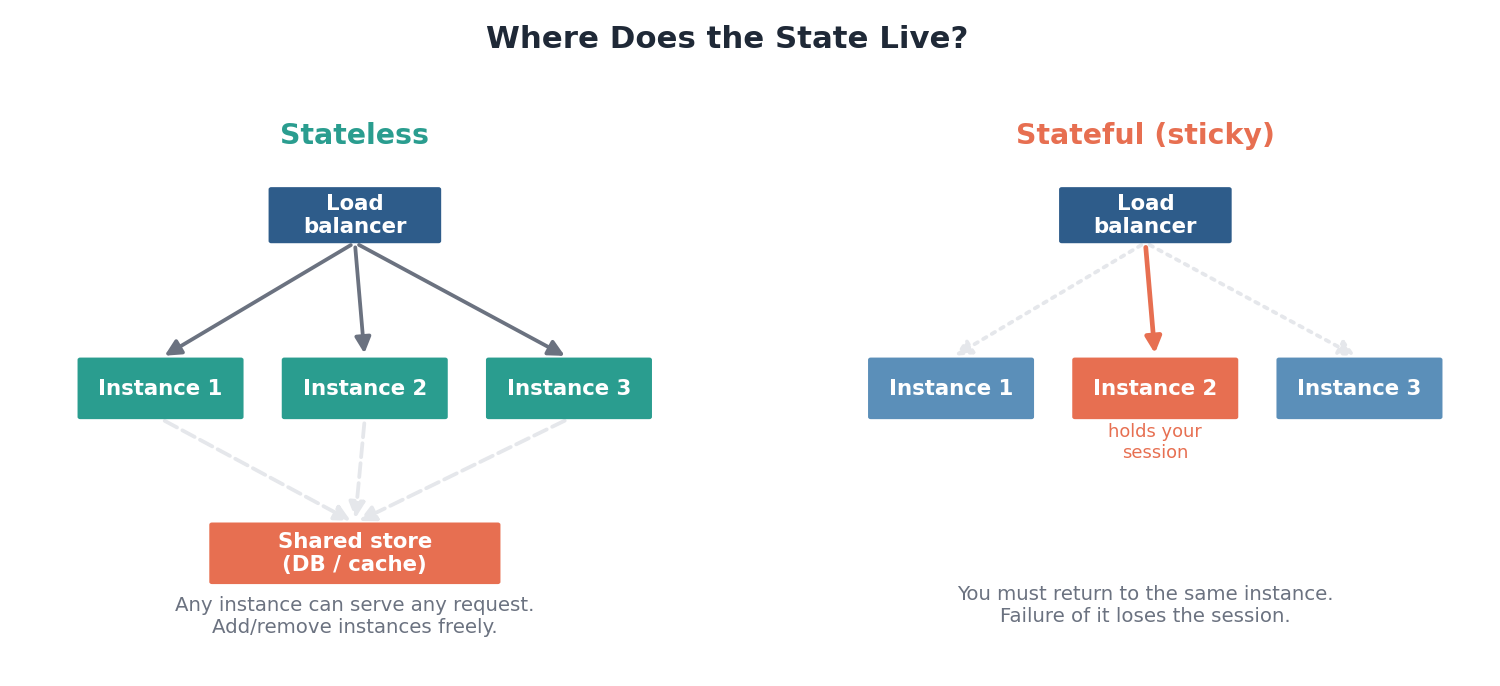 Where Does the State Live?
Stateless
Load
balancer
Instance 1
Instance 2
Instance 3
Shared store
(DB / cache)
Any instance can serve any request.
Add/remove instances freely.
Stateful (sticky)
Load
balancer
Instance 1
Instance 2
Instance 3
holds your
session
You must return to the same instance.
Failure of it loses the session.